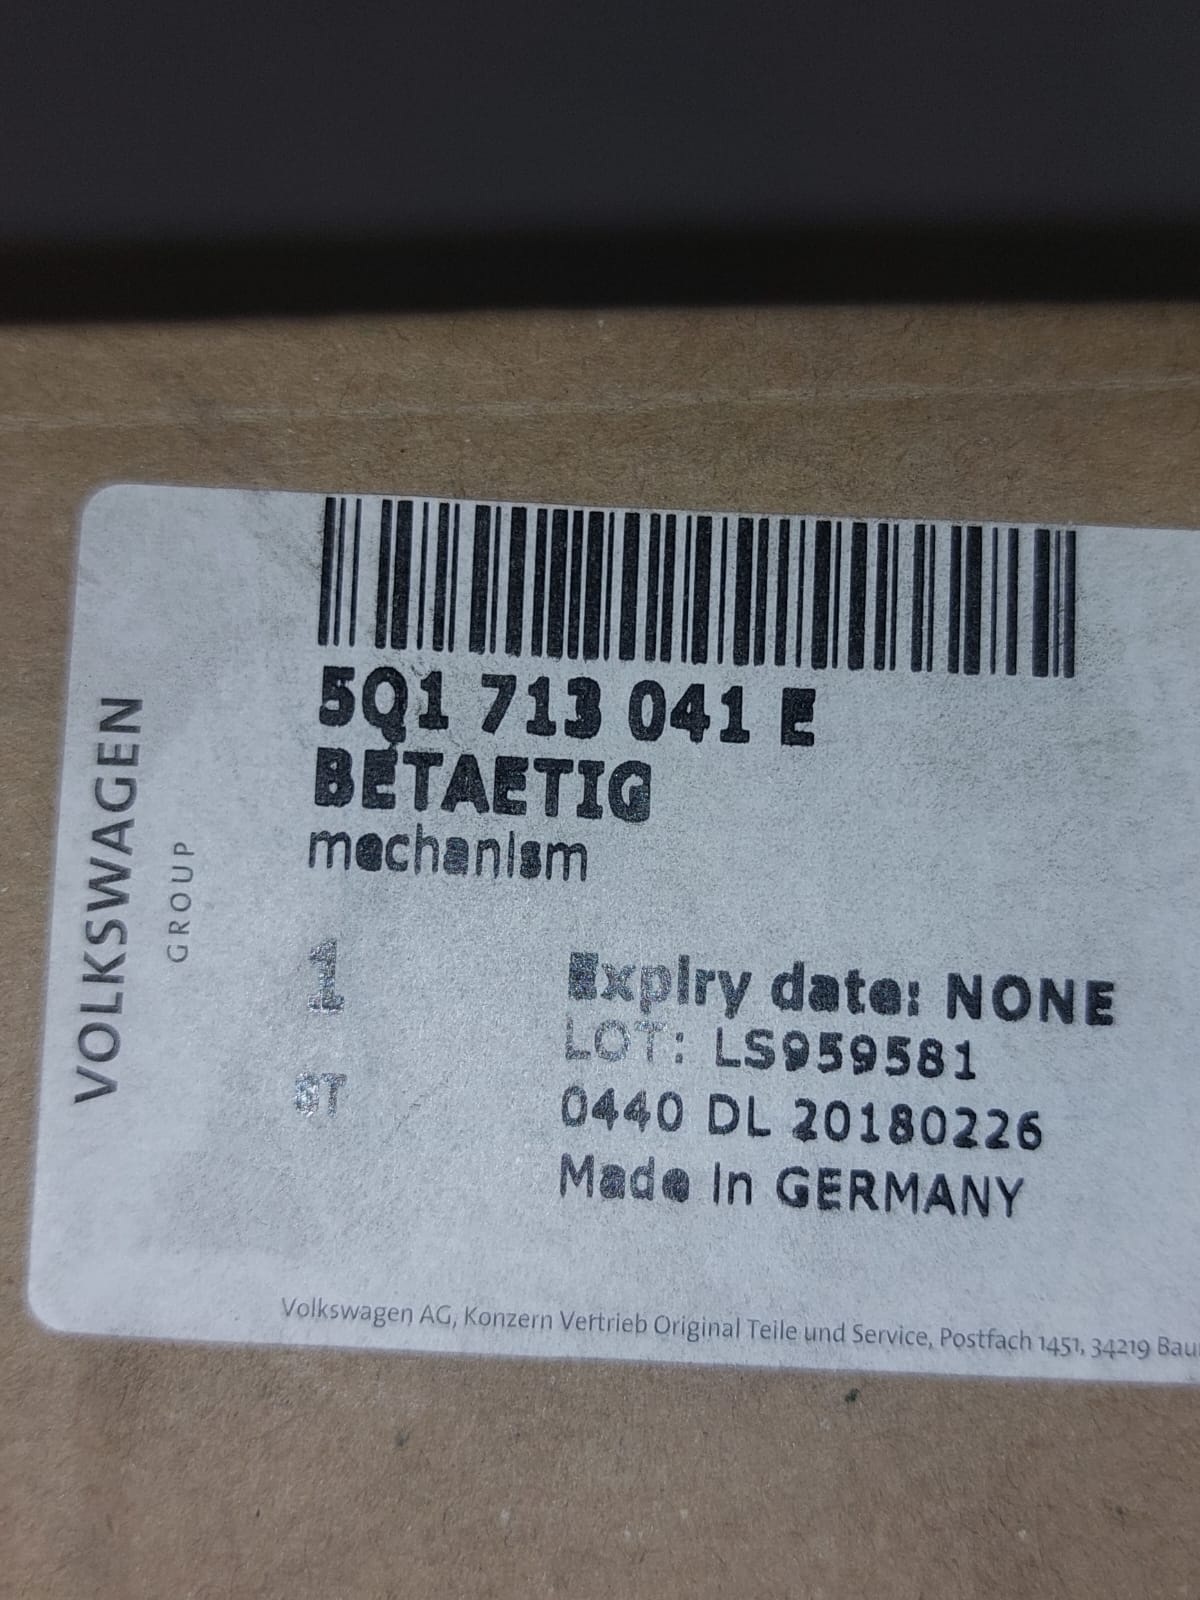 VOLKSWAGEN
GROUP
5Q1 713 041 E
BETAETIG
mechanism
1
ST
Expiry date: NONE
LOT: LS959581
0440 DL 20180226
Made in GERMANY
Volkswagen AG, Konzern Vertrieb Original Teile und Service, Postfach 1451, 34219 Bau